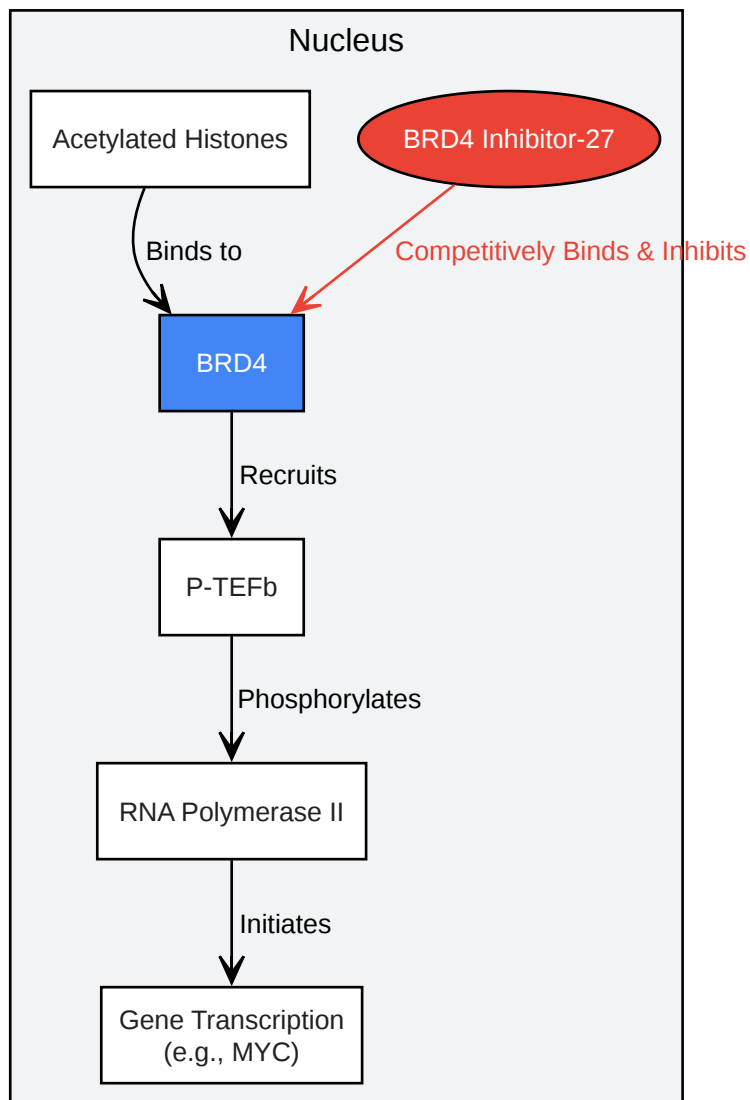 Nucleus
Acetylated Histones
BRD4 Inhibitor-27
Binds to
Competitively Binds & Inhibits
BRD4
Recruits
P-TEFb
Phosphorylates
RNA Polymerase II
Initiates
Gene Transcription
(e.g., MYC)